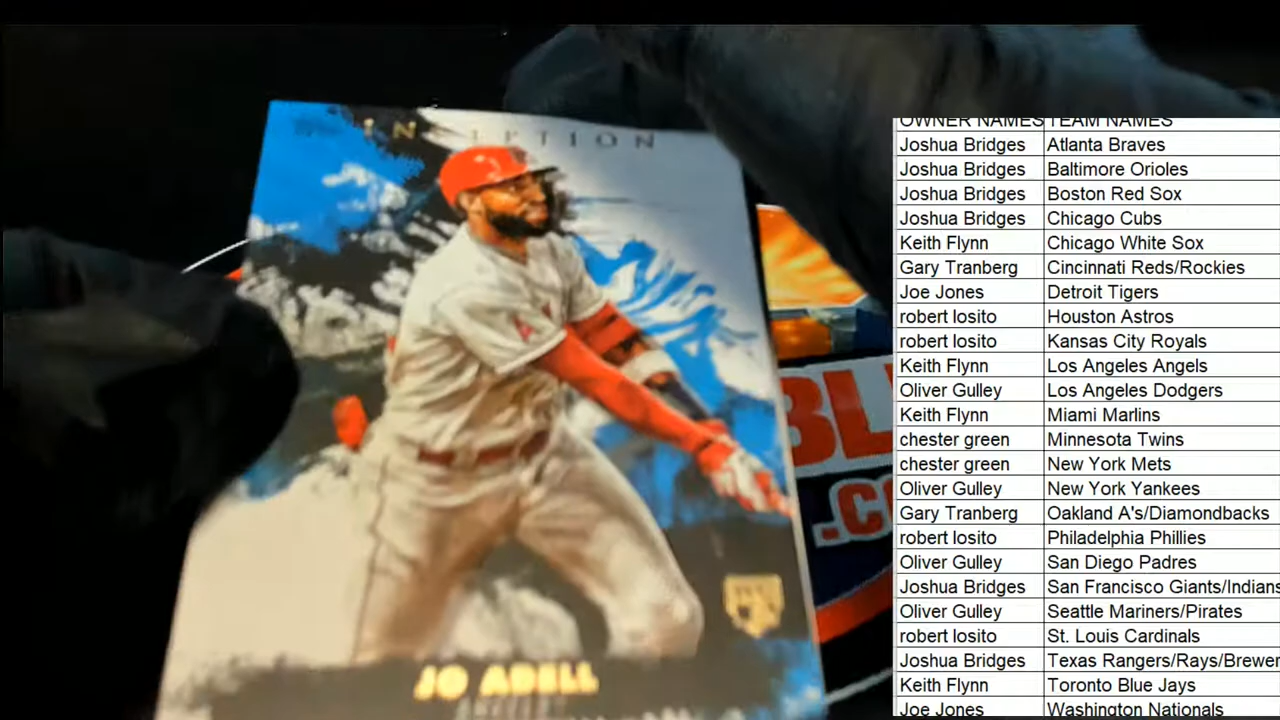 INCEPTION
JO ADELL
ANGELS
RC
BL
.CO
OWNER NAMES TEAM NAMES
Joshua Bridges Atlanta Braves
Joshua Bridges Baltimore Orioles
Joshua Bridges Boston Red Sox
Joshua Bridges Chicago Cubs
Keith Flynn Chicago White Sox
Gary Tranberg Cincinnati Reds/Rockies
Joe Jones Detroit Tigers
robert losito Houston Astros
robert losito Kansas City Royals
Keith Flynn Los Angeles Angels
Oliver Gulley Los Angeles Dodgers
Keith Flynn Miami Marlins
chester green Minnesota Twins
chester green New York Mets
Oliver Gulley New York Yankees
Gary Tranberg Oakland A's/Diamondbacks
robert losito Philadelphia Phillies
Oliver Gulley San Diego Padres
Joshua Bridges San Francisco Giants/Indians
Oliver Gulley Seattle Mariners/Pirates
robert losito St. Louis Cardinals
Joshua Bridges Texas Rangers/Rays/Brewer
Keith Flynn Toronto Blue Jays
Joe Jones Washington Nationals